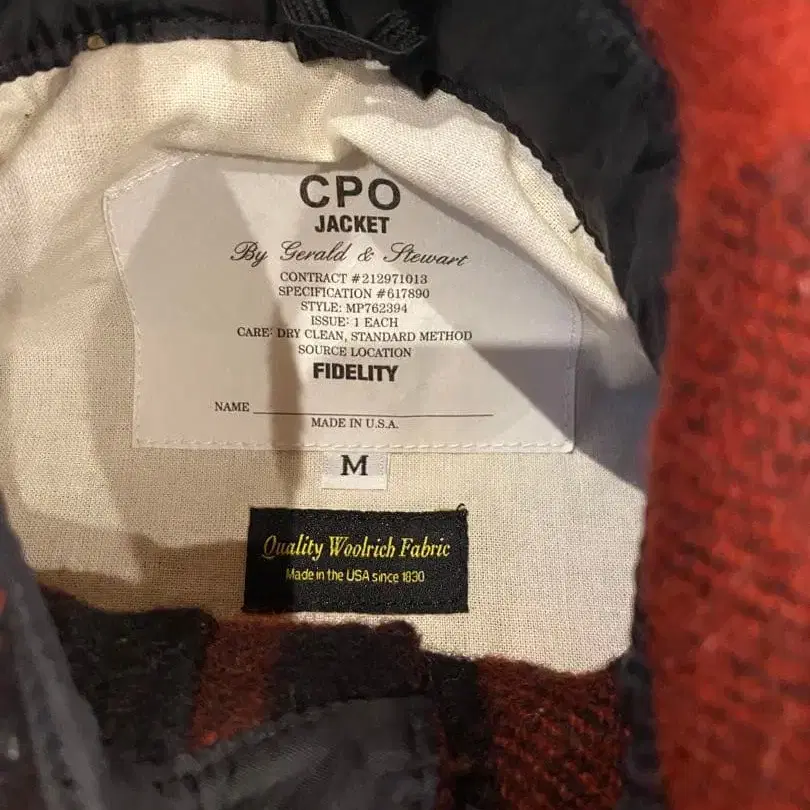 CPO
JACKET
By Gerald & Stewart
CONTRACT #212971013
SPECIFICATION #617890
STYLE: MP762394
ISSUE: 1 EACH
CARE: DRY CLEAN, STANDARD METHOD
SOURCE LOCATION
FIDELITY
NAME
MADE IN U.S.A.
M
Quality Woolrich Fabric
Made in the USA since 1830